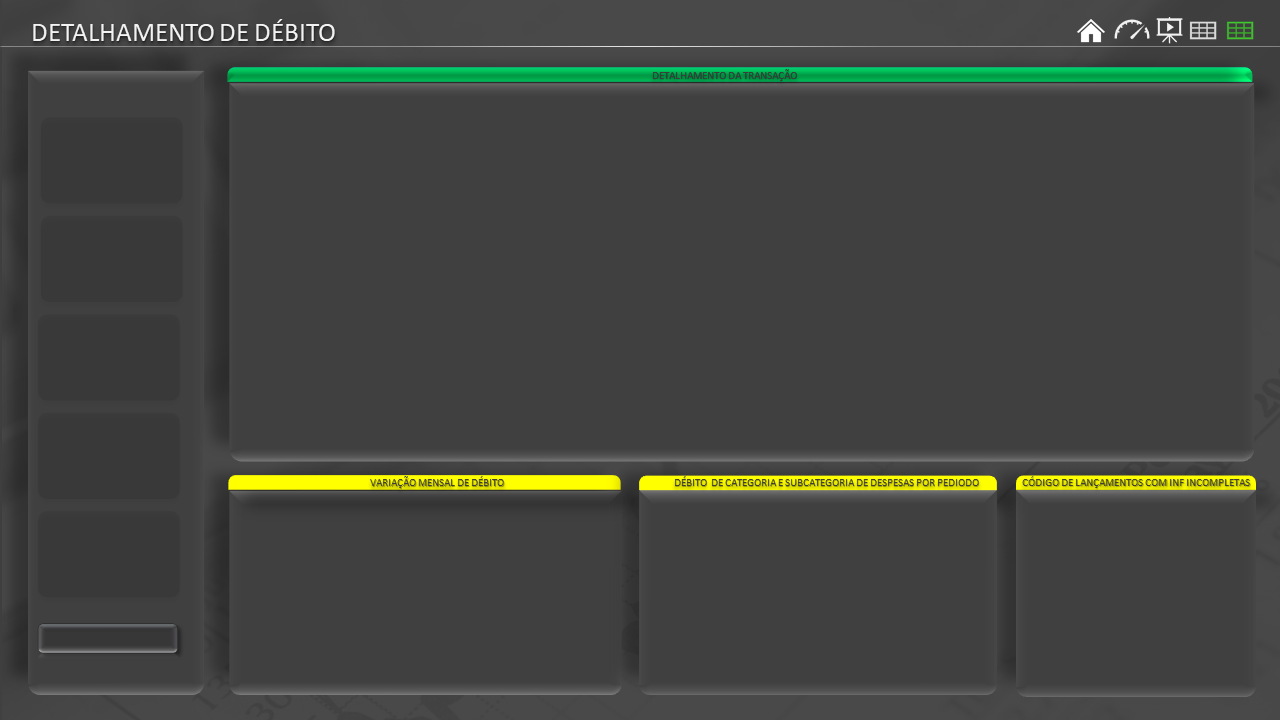 DETALHAMENTO DE DÉBITO
DETALHAMENTO DA TRANSAÇÃO
VARIAÇÃO MENSAL DE DÉBITO
DÉBITO  DE CATEGORIA E SUBCATEGORIA DE DESPESAS POR PEDIODO
CÓDIGO DE LANÇAMENTOS COM INF INCOMPLETAS